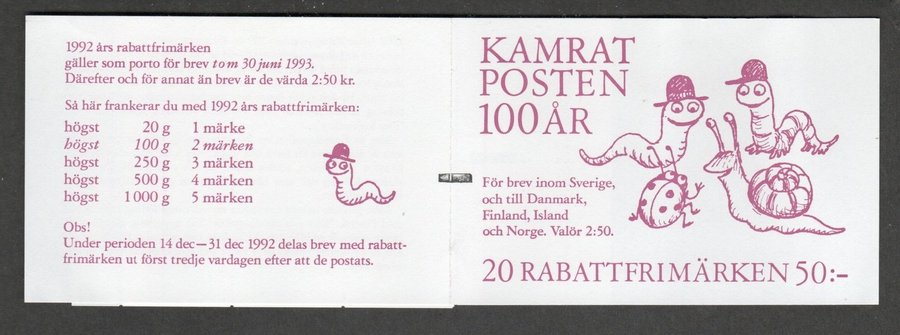 1992 års rabattfrimärken
gäller som porto för brev tom 30 juni 1993.
Därefter och för annat än brev är de värda 2:50 kr.
Så här frankerar du med 1992 års rabattfrimärken:
högst 20 g 1 märke
högst 100 g 2 märken
högst 250 g 3 märken
högst 500 g 4 märken
högst 1000 g 5 märken
Obs!
Under perioden 14 dec—31 dec 1992 delas brev med rabatt-
frimärken ut först tredje vardagen efter att de postats.
KAMRAT
POSTEN
100 ÅR
För brev inom Sverige,
och till Danmark,
Finland, Island
och Norge. Valör 2:50.
20 RABATTFRIMÄRKEN 50:-